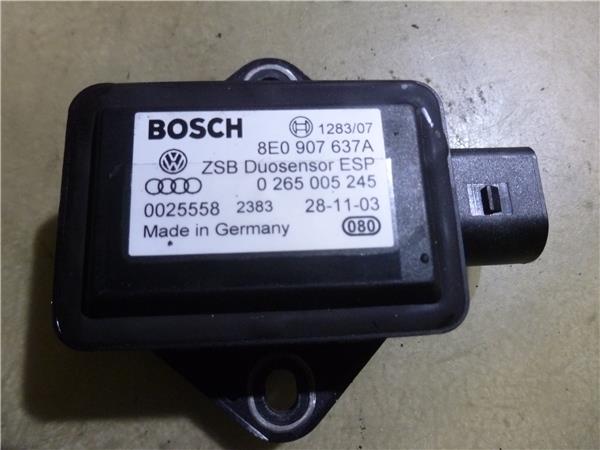 BOSCH 1283/07
8E0 907 637A
ZSB Duosensor ESP
0 265 005 245
0025558 2383 28-11-03
Made in Germany 080